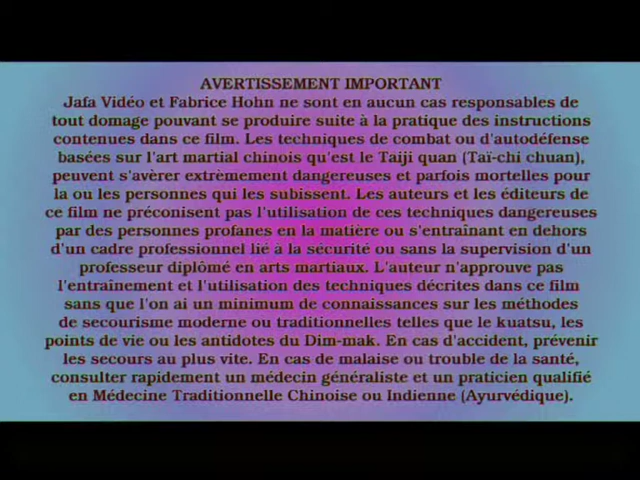 AVERTISSEMENT IMPORTANT
Jafa Vidéo et Fabrice Hohn ne sont en aucun cas responsables de
tout domage pouvant se produire suite à la pratique des instructions
contenues dans ce film. Les techniques de combat ou d'autodéfense
basées sur l'art martial chinois qu'est le Taiji quan (Taï-chi chuan),
peuvent s'avèrer extrèmement dangereuses et parfois mortelles pour
la ou les personnes qui les subissent. Les auteurs et les éditeurs de
ce film ne préconisent pas l'utilisation de ces techniques dangereuses
par des personnes profanes en la matière ou s'entraînant en dehors
d'un cadre professionnel lié à la sécurité ou sans la supervision d'un
professeur diplômé en arts martiaux. L'auteur n'approuve pas
l'entraînement et l'utilisation des techniques décrites dans ce film
sans que l'on ai un minimum de connaissances sur les méthodes
de secourisme moderne ou traditionnelles telles que le kuatsu, les
points de vie ou les antidotes du Dim-mak. En cas d'accident, prévenir
les secours au plus vite. En cas de malaise ou trouble de la santé,
consulter rapidement un médecin généraliste et un praticien qualifié
en Médecine Traditionnelle Chinoise ou Indienne (Ayurvédique).